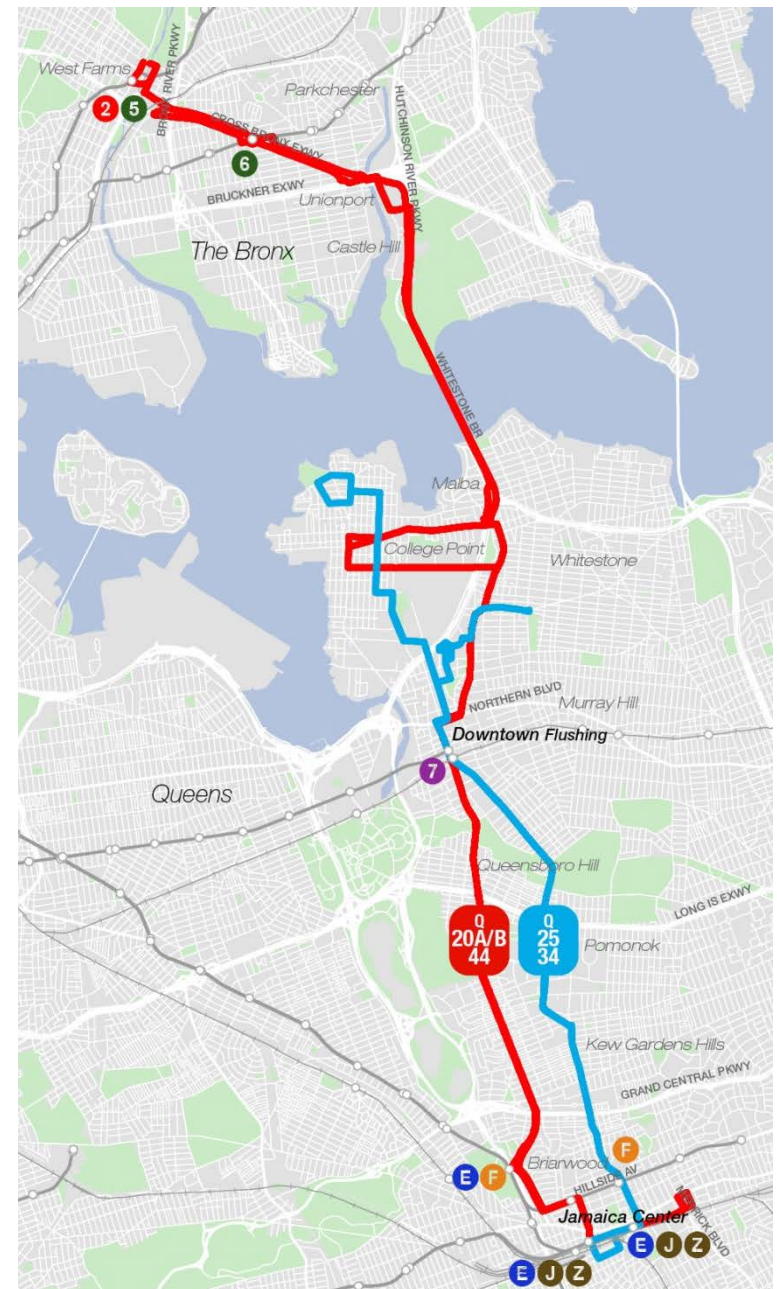 West Farms
BRONX RIVER PKWY
Parkchester
HUTCHINSON RIVER PKWY
2 5
CROSS BRONX EXWY
6
BRUCKNER EXWY
Unionport
The Bronx
Castle Hill
WHITESTONE BR
Malba
College Point
Whitestone
NORTHERN BLVD
Murray Hill
Downtown Flushing
7
Queens
Queensboro Hill
LONG IS EXWY
Q
20A/B
44
Q
25
34
Pomonok
Kew Gardens Hills
GRAND CENTRAL PKWY
F
Briarwood
E F
HILLSIDE AV
MERRICK BLVD
Jamaica Center
E J Z
E J Z